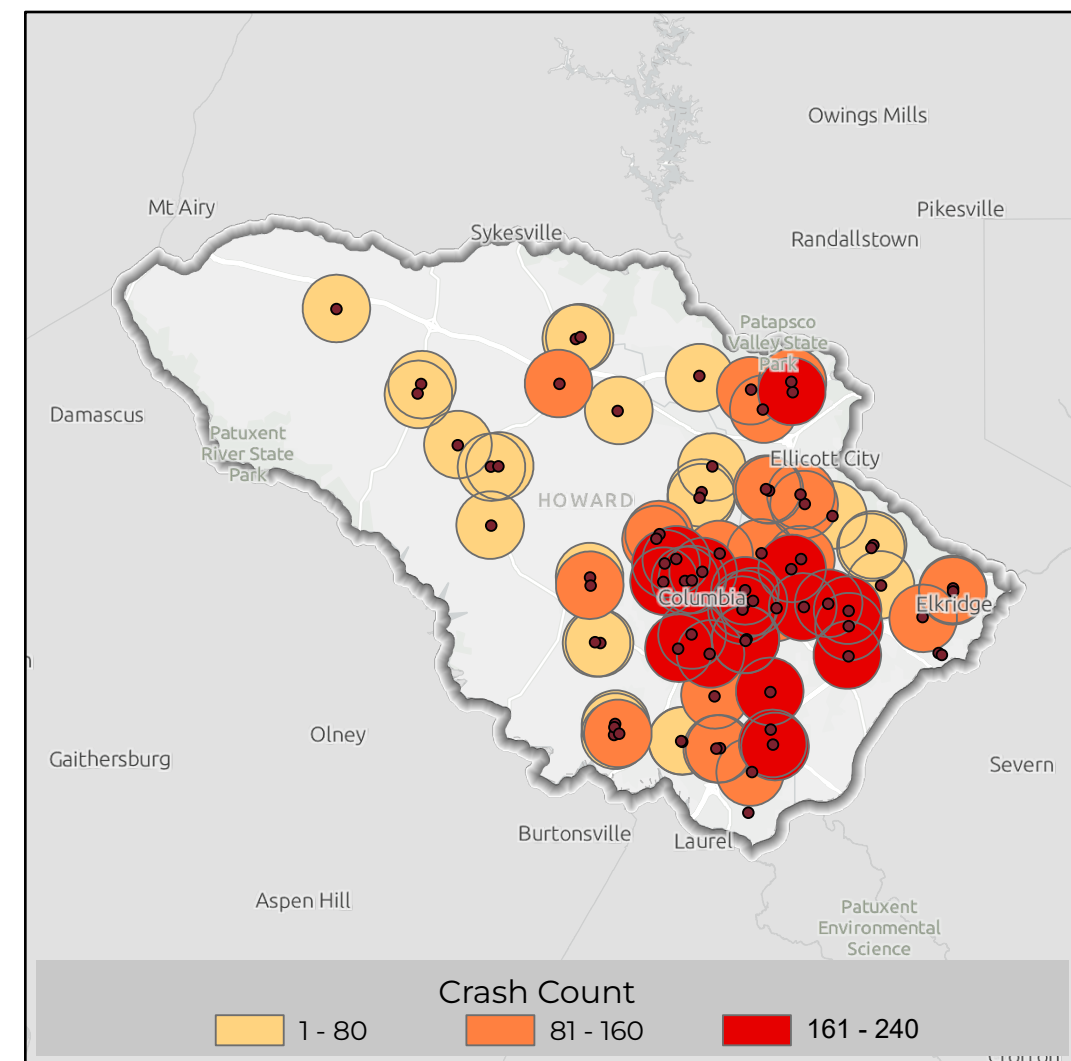 Owings Mills
Mt Airy
Pikesville
Sykesville
Randallstown
Patapsco
Valley State
Park
Damascus
Patuxent
River State
Park
Ellicott City
HOWARD
Columbia
Elkridge
Olney
Gaithersburg
Severn
Burtonsville
Laurel
Aspen Hill
Patuxent
Environmental
Science
Crash Count
1 - 80
81 - 160
161 - 240